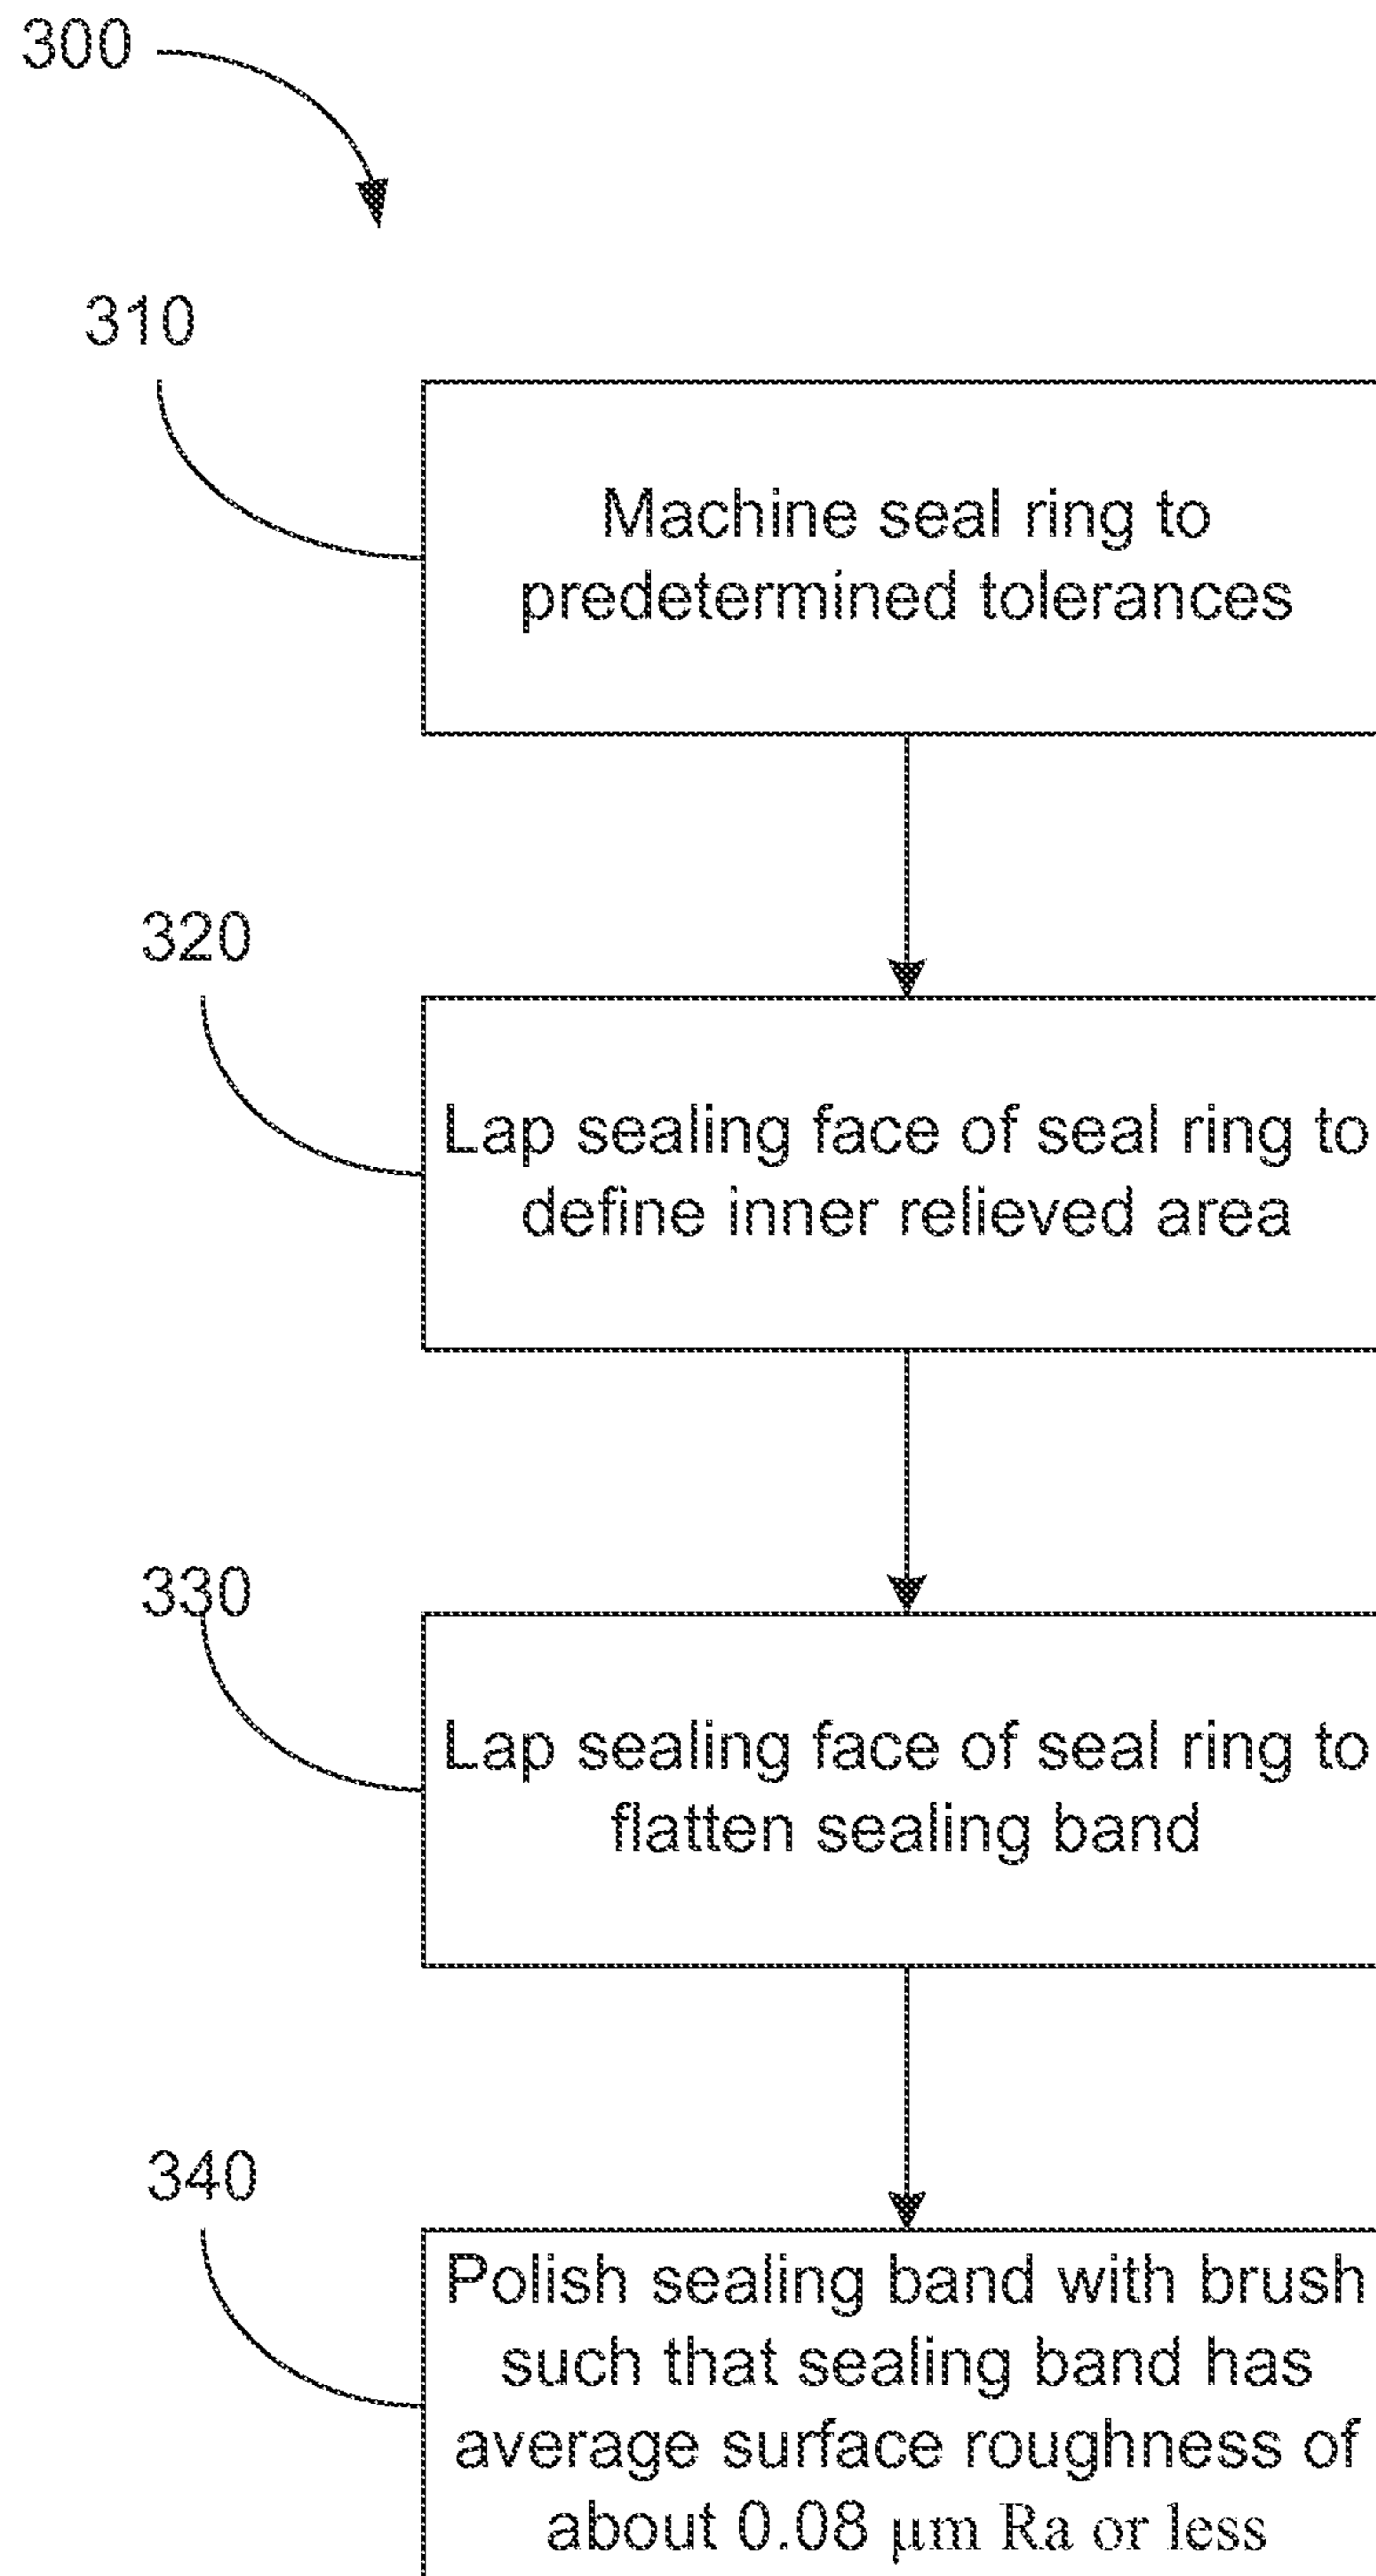 300
310
Machine seal ring to
predetermined tolerances
320
Lap sealing face of seal ring to
define inner relieved area
330
Lap sealing face of seal ring to
flatten sealing band
340
Polish sealing band with brush
such that sealing band has
average surface roughness of
about 0.08 μm Ra or less